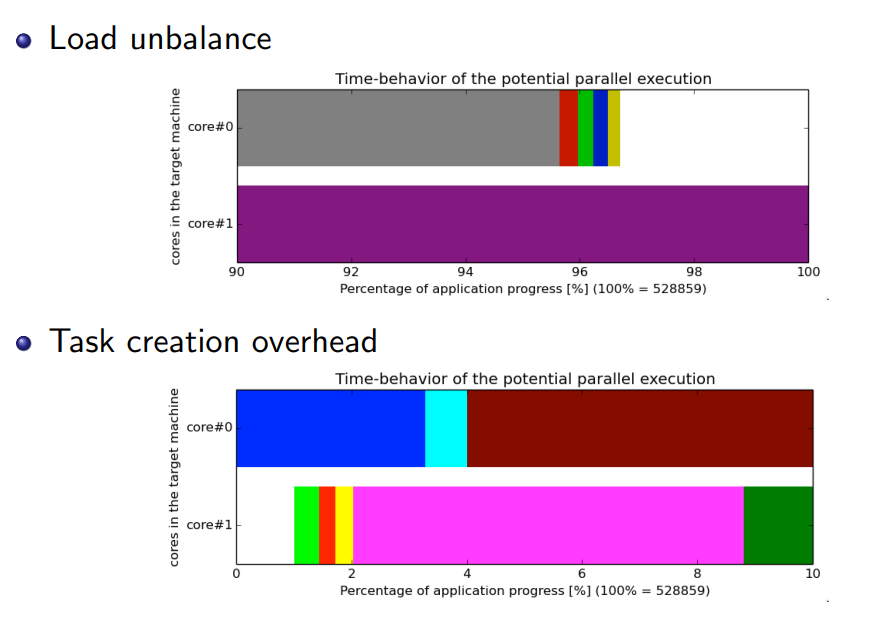 Load unbalance
Time-behavior of the potential parallel execution
cores in the target machine
core#0
core#1
90 92 94 96 98 100
Percentage of application progress [%] (100% = 528859)
Task creation overhead
Time-behavior of the potential parallel execution
cores in the target machine
core#0
core#1
0 2 4 6 8 10
Percentage of application progress [%] (100% = 528859)